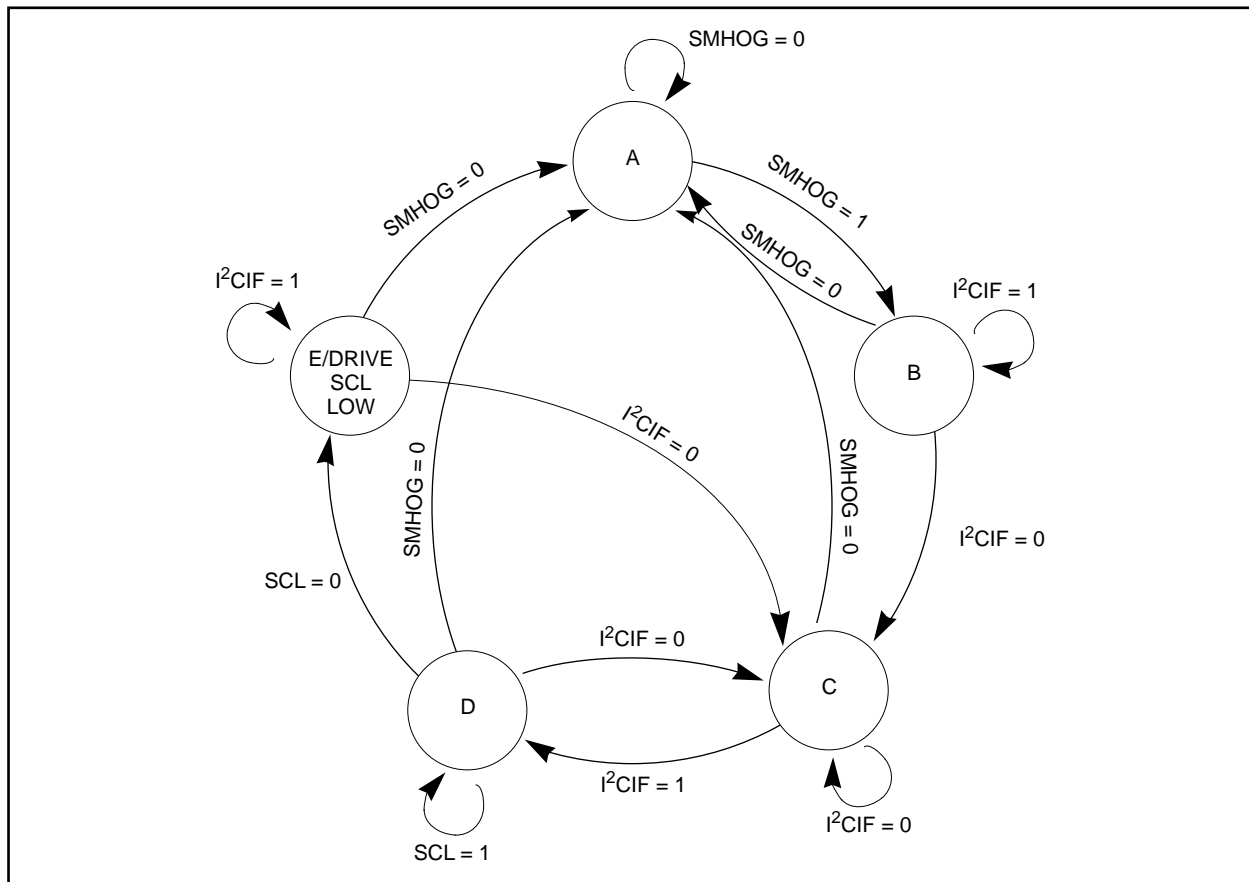 SMHOG = 0
A
SMHOG = 0
SMHOG = 1
SMHOG = 0
I²CIF = 1
I²CIF = 1
E/DRIVE
SCL
LOW
B
I²CIF = 0
SMHOG = 0
SMHOG = 0
I²CIF = 0
SCL = 0
I²CIF = 0
D
C
I²CIF = 1
I²CIF = 0
SCL = 1